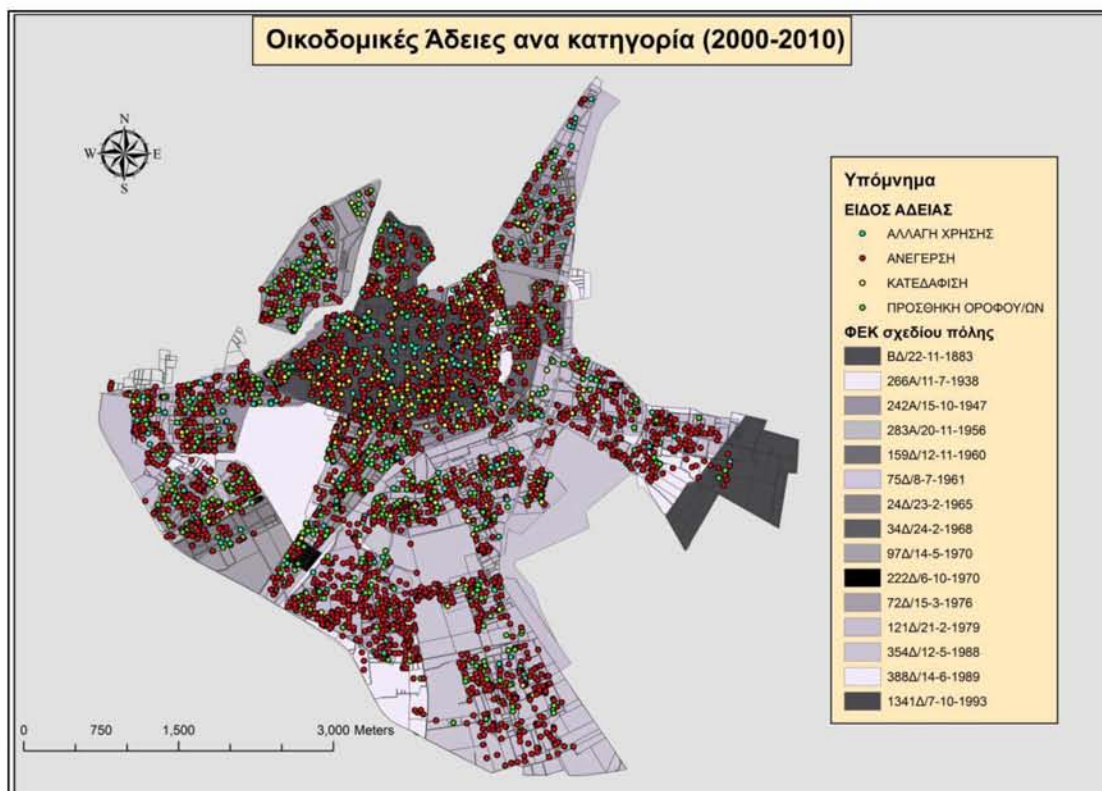 Οικοδομικές Άδειες ανα κατηγορία (2000-2010)
N
W E
S
Υπόμνημα
ΕΙΔΟΣ ΑΔΕΙΑΣ
ΑΛΛΑΓΗ ΧΡΗΣΗΣ
ΑΝΕΓΕΡΣΗ
ΚΑΤΕΔΑΦΙΣΗ
ΠΡΟΣΘΗΚΗ ΟΡΟΦΟΥ/ΩΝ
ΦΕΚ σχεδίου πόλης
ΒΔ/22-11-1883
266Α/11-7-1938
242Α/15-10-1947
283Α/20-11-1956
159Δ/12-11-1960
75Δ/8-7-1961
24Δ/23-2-1965
34Δ/24-2-1968
97Δ/14-5-1970
222Δ/6-10-1970
72Δ/15-3-1976
121Δ/21-2-1979
354Δ/12-5-1988
388Δ/14-6-1989
1341Δ/7-10-1993
0 750 1,500 3,000 Meters